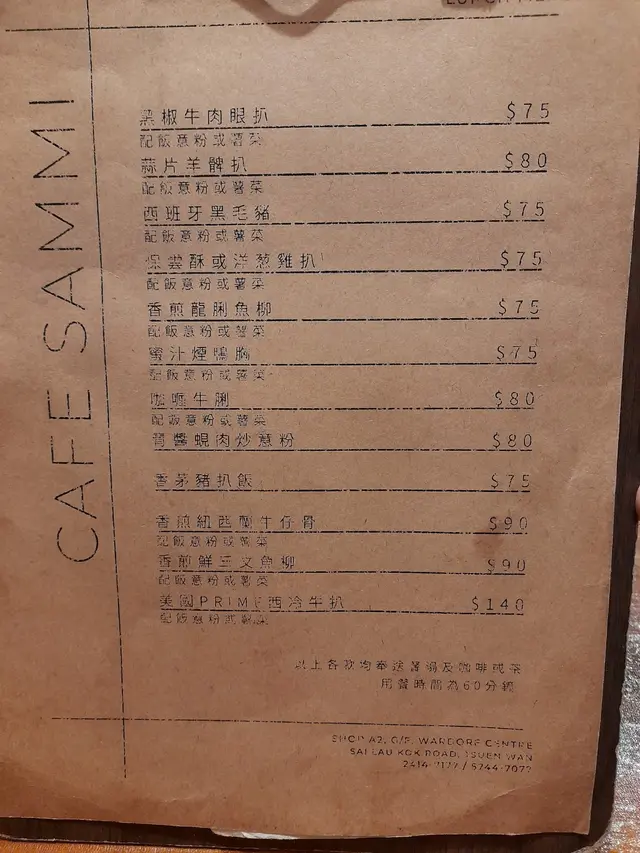 CAFE SAMMI
黑椒牛肉眼扒 $75
配飯意粉或薯菜
蒜片羊髀扒 $80
配飯意粉或薯菜
西班牙黑毛豬 $75
配飯意粉或薯菜
保雲酥或洋葱雞扒 $75
配飯意粉或薯菜
香煎龍脷魚柳 $75
配飯意粉或薯菜
蜜汁煙鴨胸 $75
配飯意粉或薯菜
咖喱牛脷 $80
配飯意粉或薯菜
青醬蜆肉炒意粉 $80
香茅豬扒飯 $75
香煎紐西蘭牛仔骨 $90
配飯意粉或薯菜
香煎鮮三文魚柳 $90
配飯意粉或薯菜
美國PRIME西冷牛扒 $140
配飯意粉或薯菜
以上各款均奉送餐湯及咖啡或茶
用餐時間為60分鐘
SHOP A2, G/F, WARDORF CENTRE
SAI LAU KOK ROAD, TSUEN WAN
2414-7177 / 5744-7077